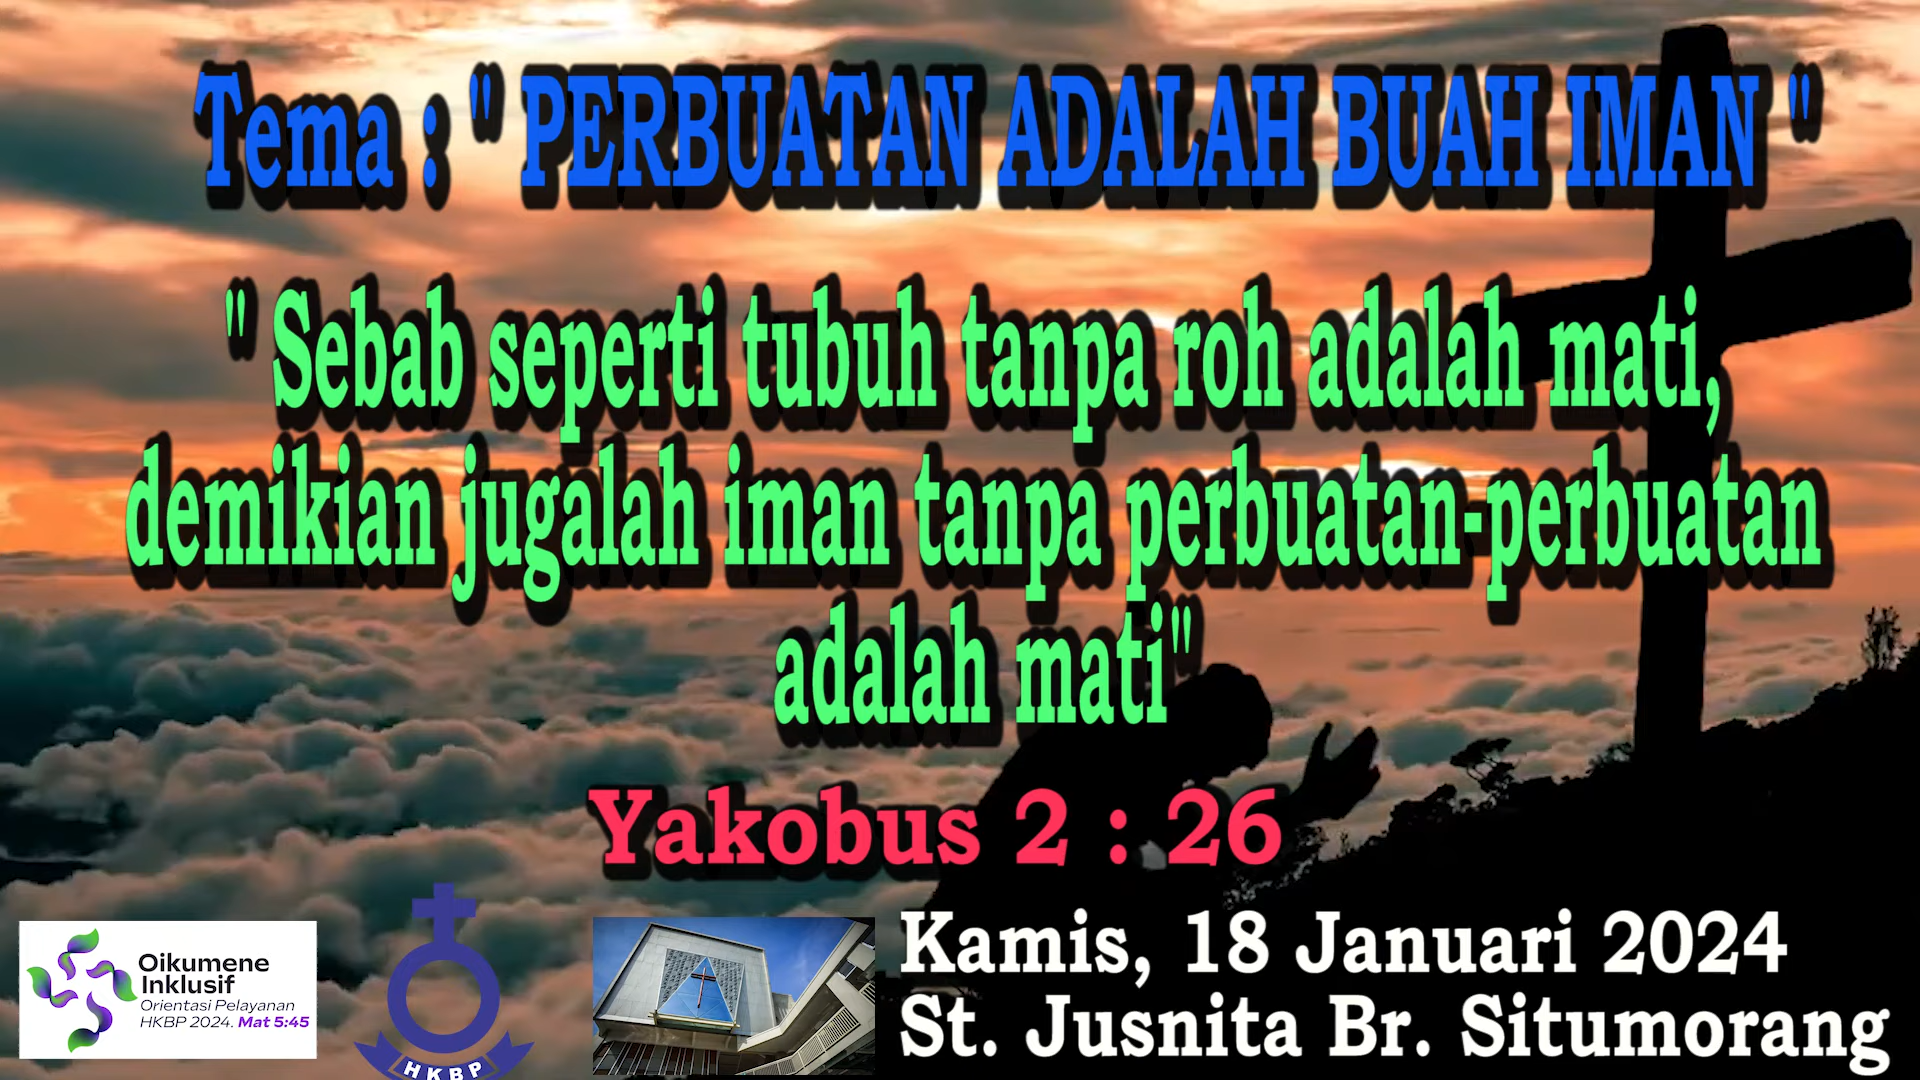 Tema : " PERBUATAN ADALAH BUAH IMAN "
" Sebab seperti tubuh tanpa roh adalah mati,
demikian jugalah iman tanpa perbuatan-perbuatan
adalah mati"
Yakobus 2 : 26
Oikumene
Inklusif
Orientasi Pelayanan
HKBP 2024. Mat 5:45
HKBP
Kamis, 18 Januari 2024
St. Jusnita Br. Situmorang